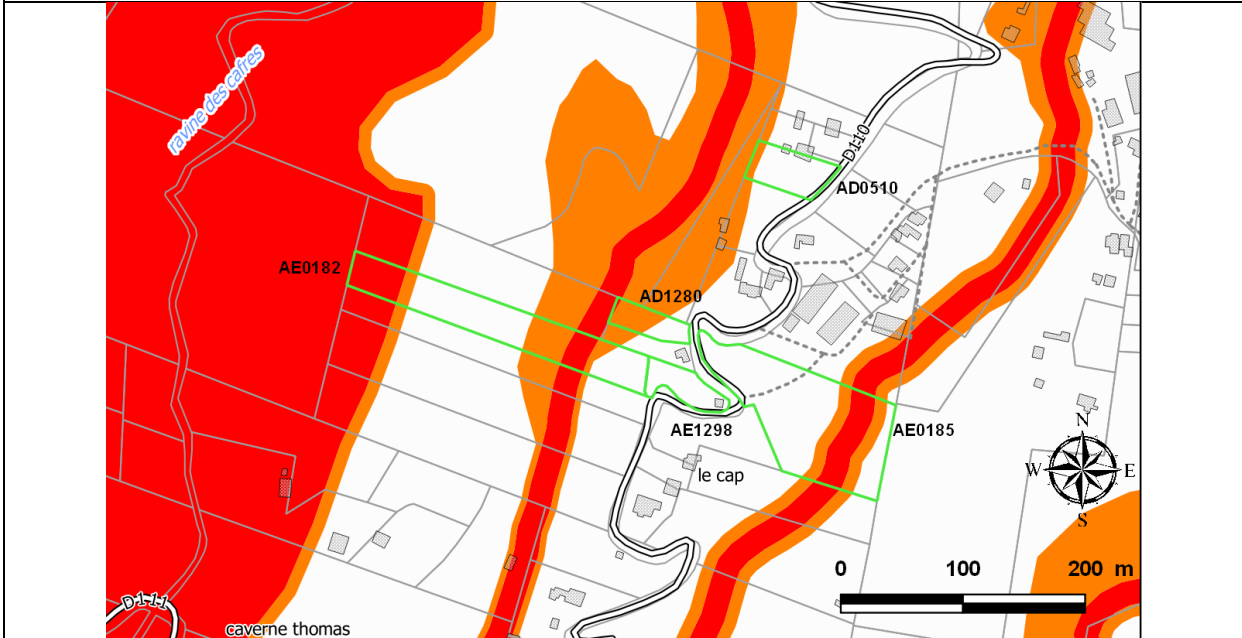 ravine des cafres
D110
AD0510
AE0182
AD1280
AE1298
AE0185
le cap
N
W E
S
0 100 200 m
D111
caverne thomas